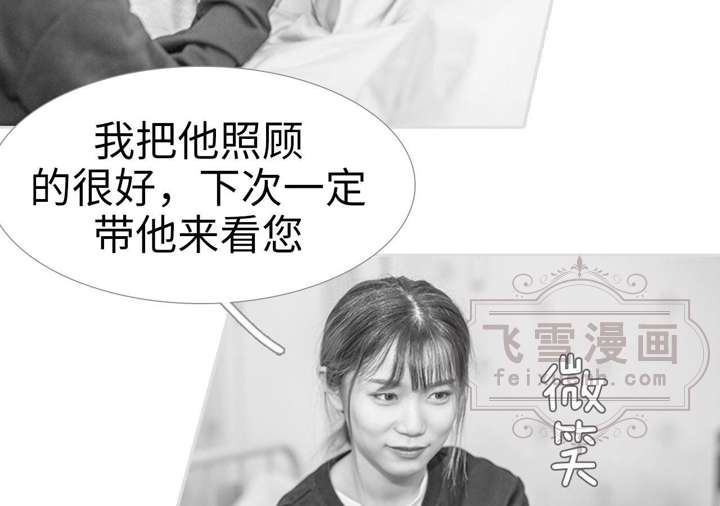 我把他照顾
的很好，下次一定
带他来看您
飞雪漫画
微笑